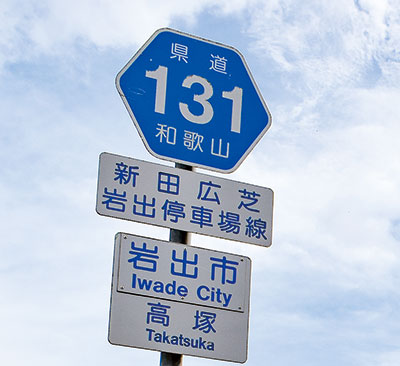 県道
131
和歌山
新田広芝
岩出停車場線
岩出市
Iwade City
高塚
Takatsuka